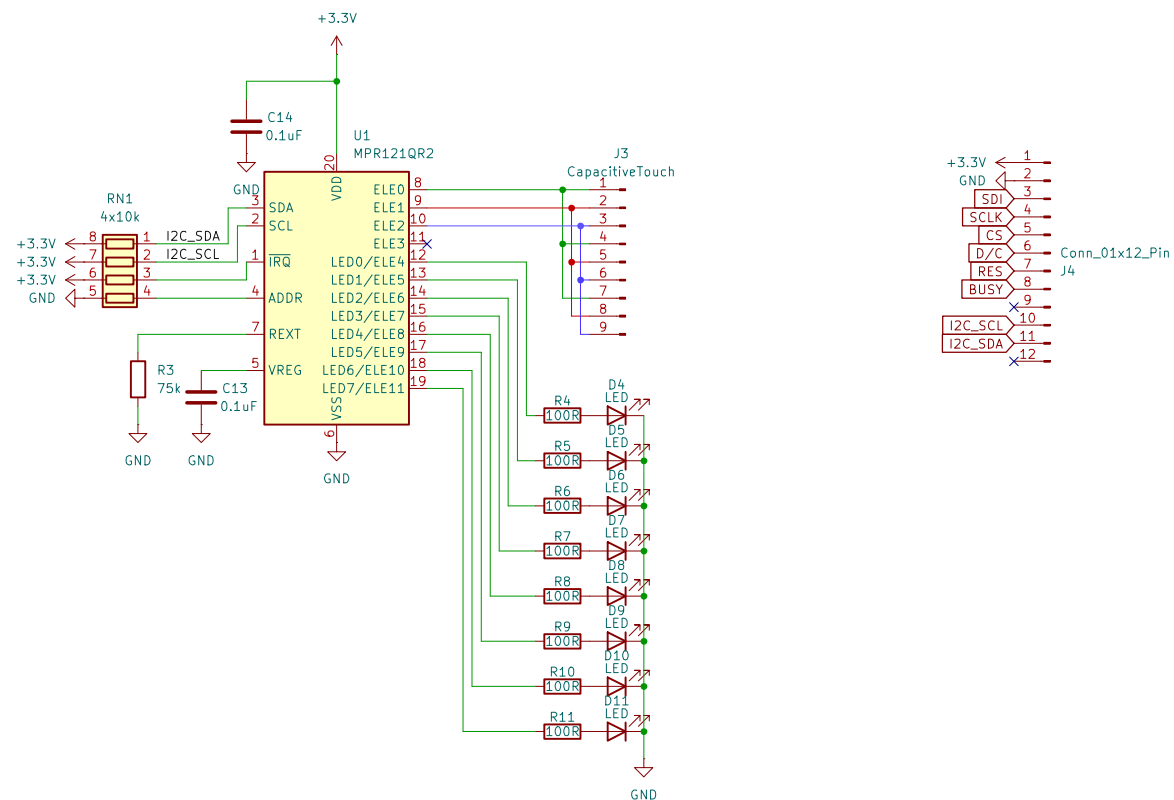 +3.3V
C14
0.1uF
U1
MPR121QR2
20
VDD
GND
RN1
4x10k
+3.3V 8 1 I2C_SDA
+3.3V 7 2 I2C_SCL
+3.3V 6 3
GND 5 4
3 SDA
2 SCL
1 IRQ
4 ADDR
7 REXT
5 VREG
R3
75k
GND
C13
0.1uF
GND
ELE0 8
ELE1 9
ELE2 10
ELE3 11
LED0/ELE4 12
LED1/ELE5 13
LED2/ELE6 14
LED3/ELE7 15
LED4/ELE8 16
LED5/ELE9 17
LED6/ELE10 18
LED7/ELE11 19
VSS
6
GND
J3
CapacitiveTouch
1
2
3
4
5
6
7
8
9
R4
100R
D4
LED
R5
100R
D5
LED
R6
100R
D6
LED
R7
100R
D7
LED
R8
100R
D8
LED
R9
100R
D9
LED
R10
100R
D10
LED
R11
100R
D11
LED
GND
+3.3V 1
GND 2
SDI 3
SCLK 4
CS 5
D/C 6
RES 7
BUSY 8
9
I2C_SCL 10
I2C_SDA 11
12
Conn_01x12_Pin
J4